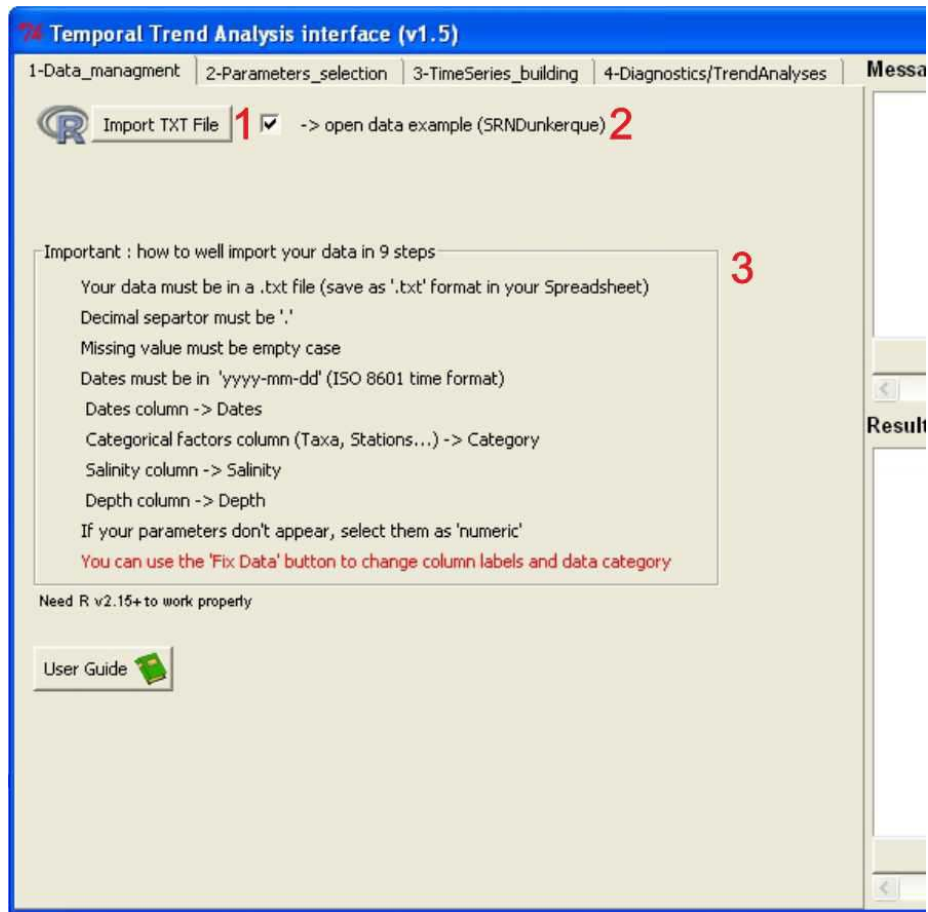 Temporal Trend Analysis interface (v1.5)
1-Data_managment 2-Parameters_selection 3-TimeSeries_building 4-Diagnostics/TrendAnalyses Messa
R Import TXT File 1 -> open data example (SRNDunkerque) 2
Important : how to well import your data in 9 steps
3
Your data must be in a .txt file (save as '.txt' format in your Spreadsheet)
Decimal separtor must be '.'
Missing value must be empty case
Dates must be in 'yyyy-mm-dd' (ISO 8601 time format)
Dates column -> Dates
Categorical factors column (Taxa, Stations...) -> Category
Result
Salinity column -> Salinity
Depth column -> Depth
If your parameters don't appear, select them as 'numeric'
You can use the 'Fix Data' button to change column labels and data category
Need R v2.15+ to work properly
User Guide